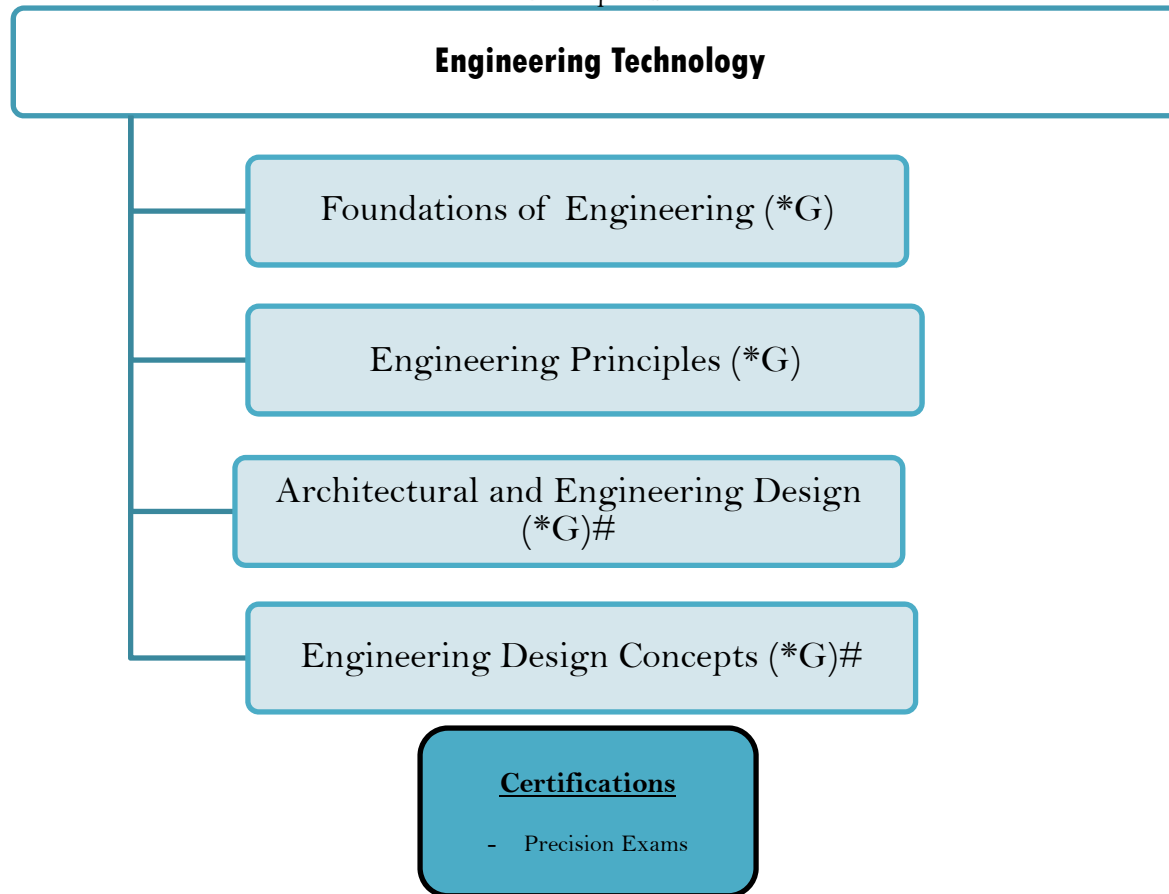 Engineering Technology
Foundations of Engineering (*G)
Engineering Principles (*G)
Architectural and Engineering Design
(*G)#
Engineering Design Concepts (*G)#
Certifications
- Precision Exams